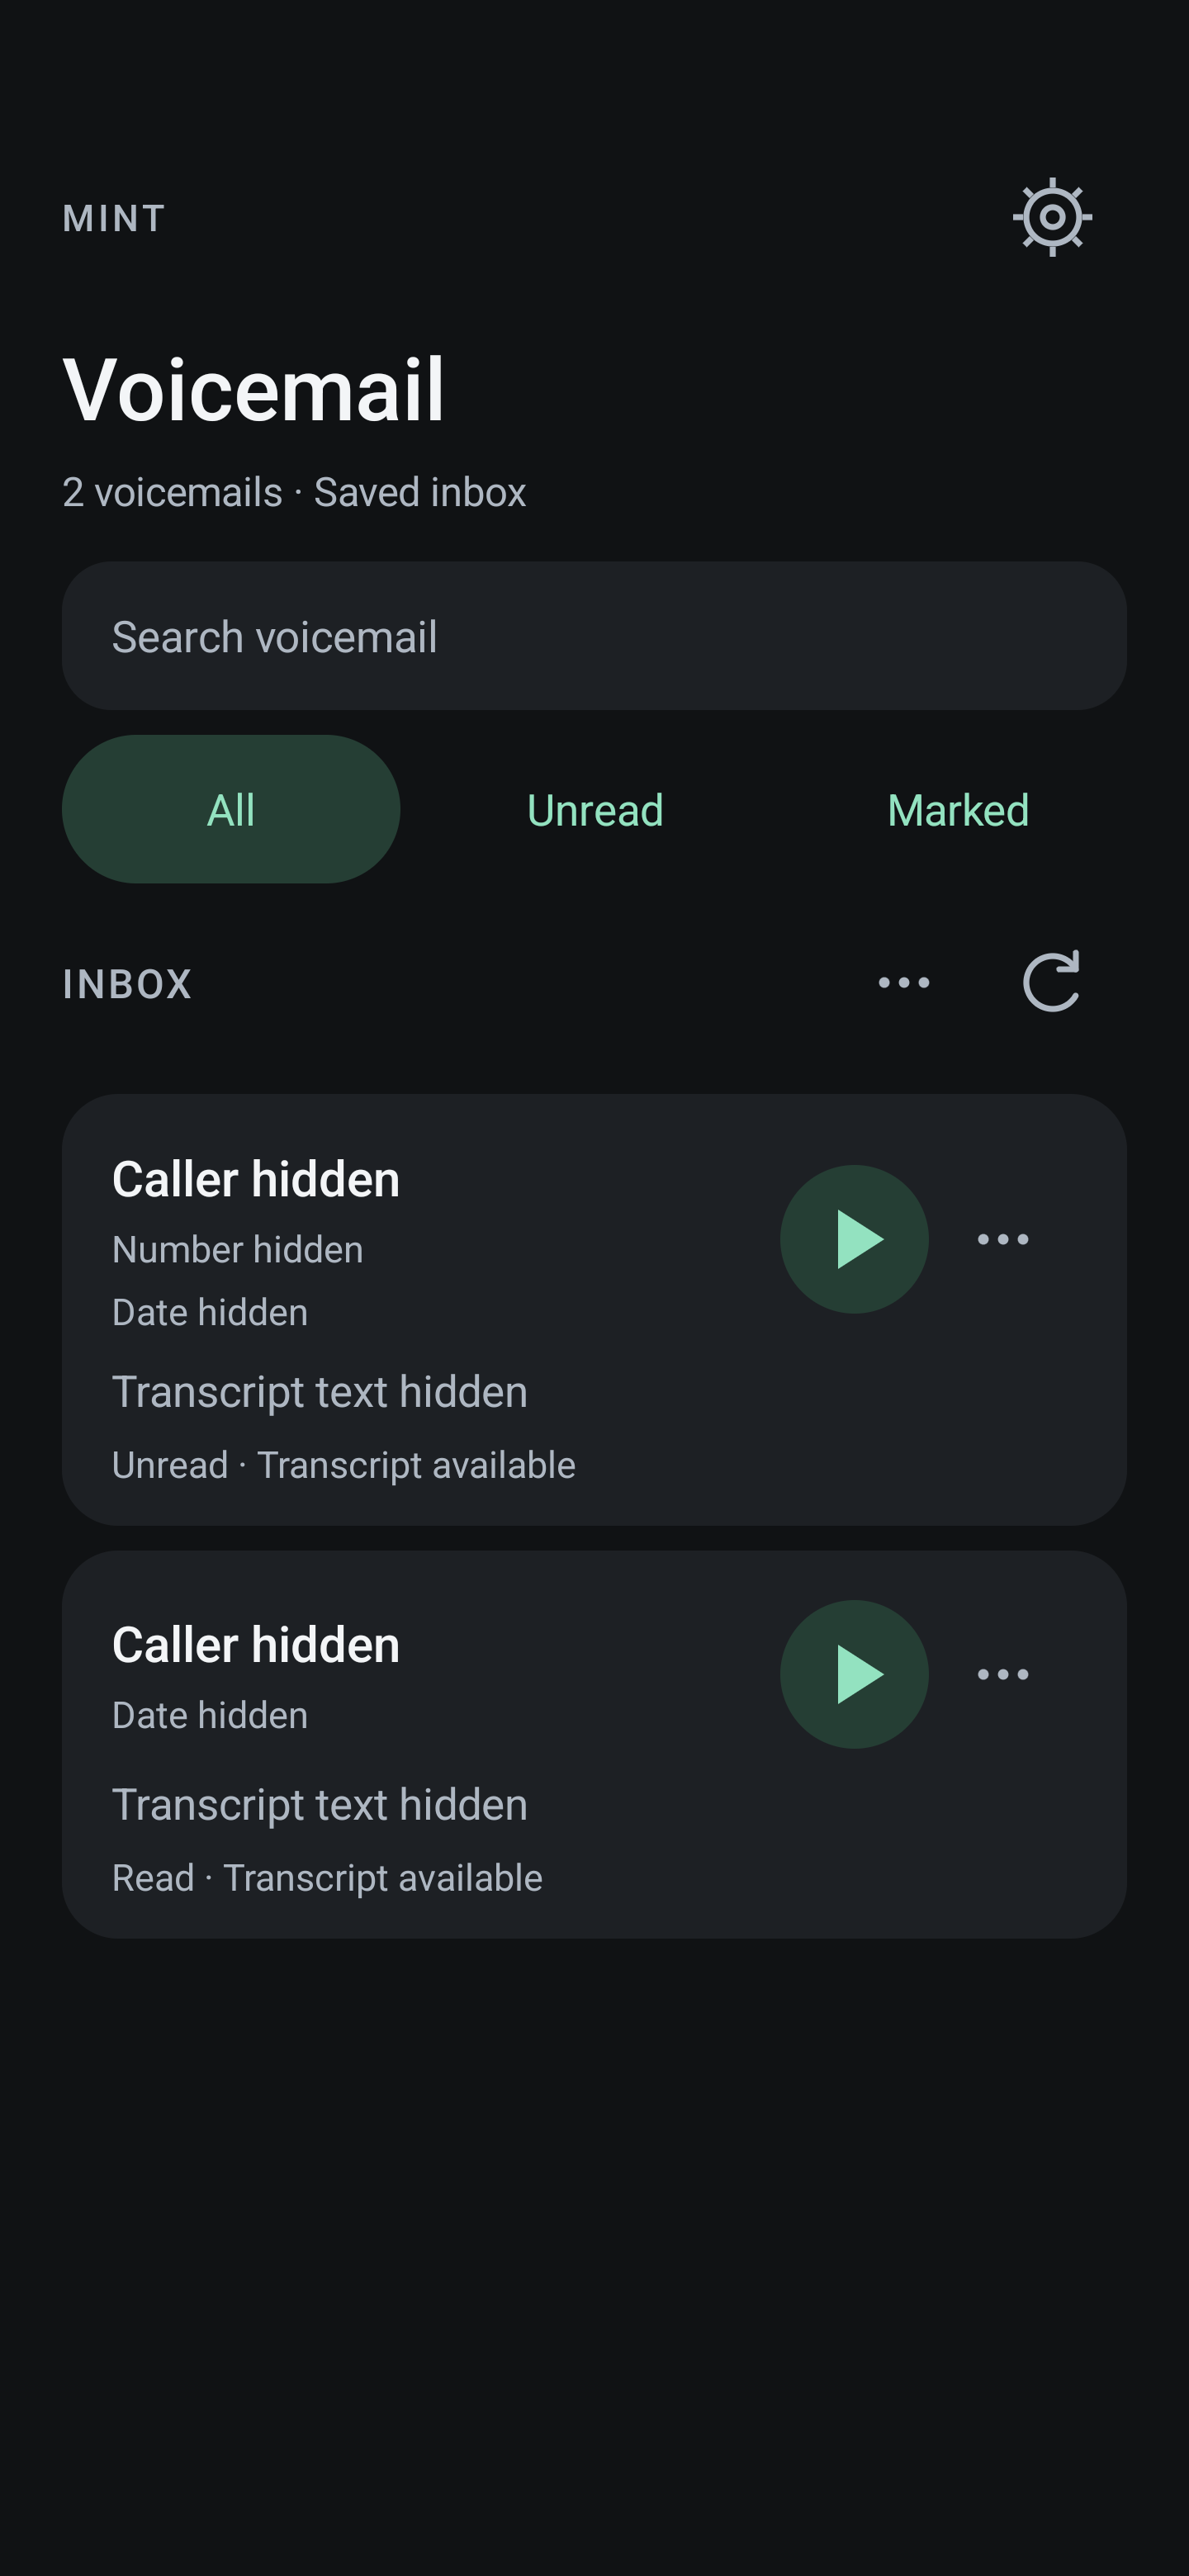 MINT
Voicemail
2 voicemails · Saved inbox
Search voicemail
All Unread Marked
INBOX
Caller hidden
Number hidden
Date hidden
Transcript text hidden
Unread · Transcript available
Caller hidden
Date hidden
Transcript text hidden
Read · Transcript available